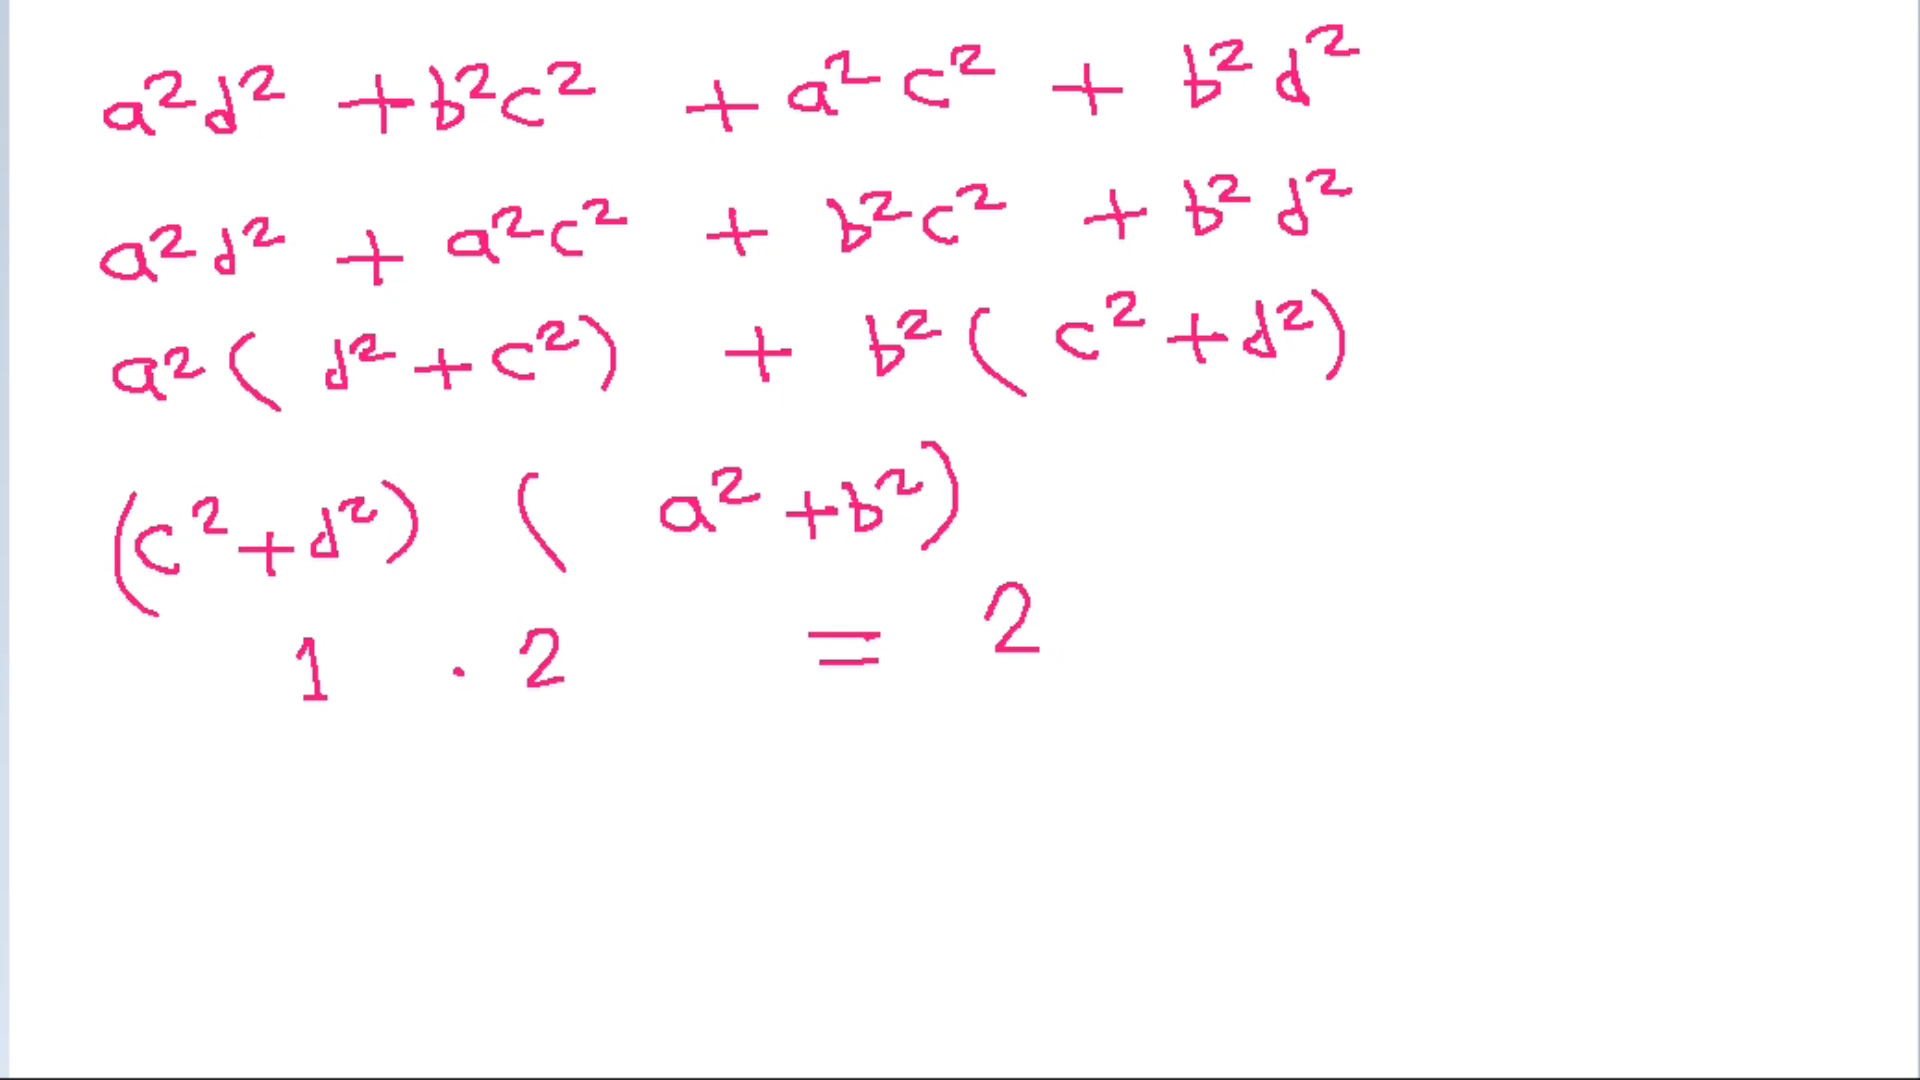 a²d² + b²c² + a²c² + b²d²
a²d² + a²c² + b²c² + b²d²
a²( d² + c² ) + b²( c² + d² )
(c² + d²) ( a² + b² )
1 . 2 = 2